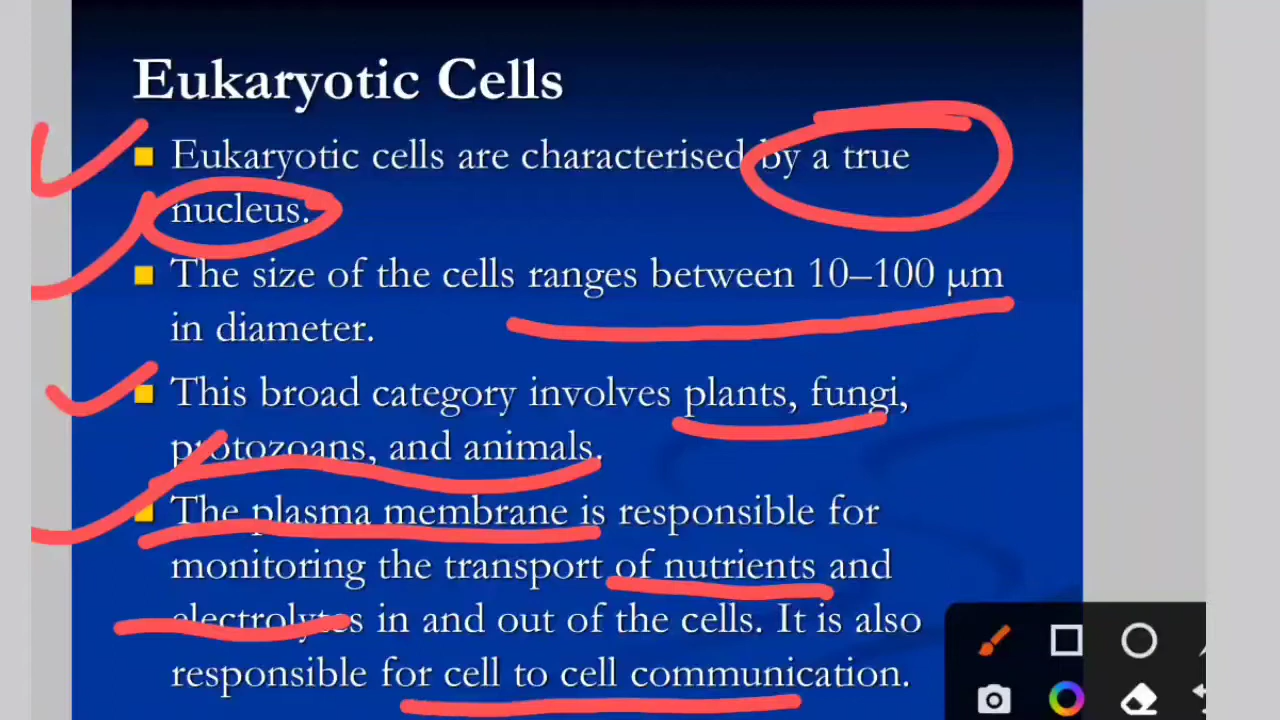 Eukaryotic Cells
Eukaryotic cells are characterised by a true
nucleus.
The size of the cells ranges between 10–100 µm
in diameter.
This broad category involves plants, fungi,
protozoans, and animals.
The plasma membrane is responsible for
monitoring the transport of nutrients and
electrolytes in and out of the cells. It is also
responsible for cell to cell communication.